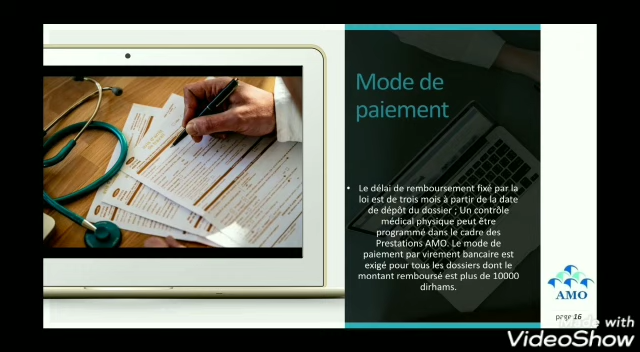 Mode de
paiement
• Le délai de remboursement fixé par la
loi est de trois mois à partir de la date
de dépôt du dossier ; Un contrôle
médical physique peut être
programmé dans le cadre des
Prestations AMO. Le mode de
paiement par virement bancaire est
exigé pour tous les dossiers dont le
montant remboursé est plus de 10000
dirhams.
AMO
page 16
Made with
VideoShow